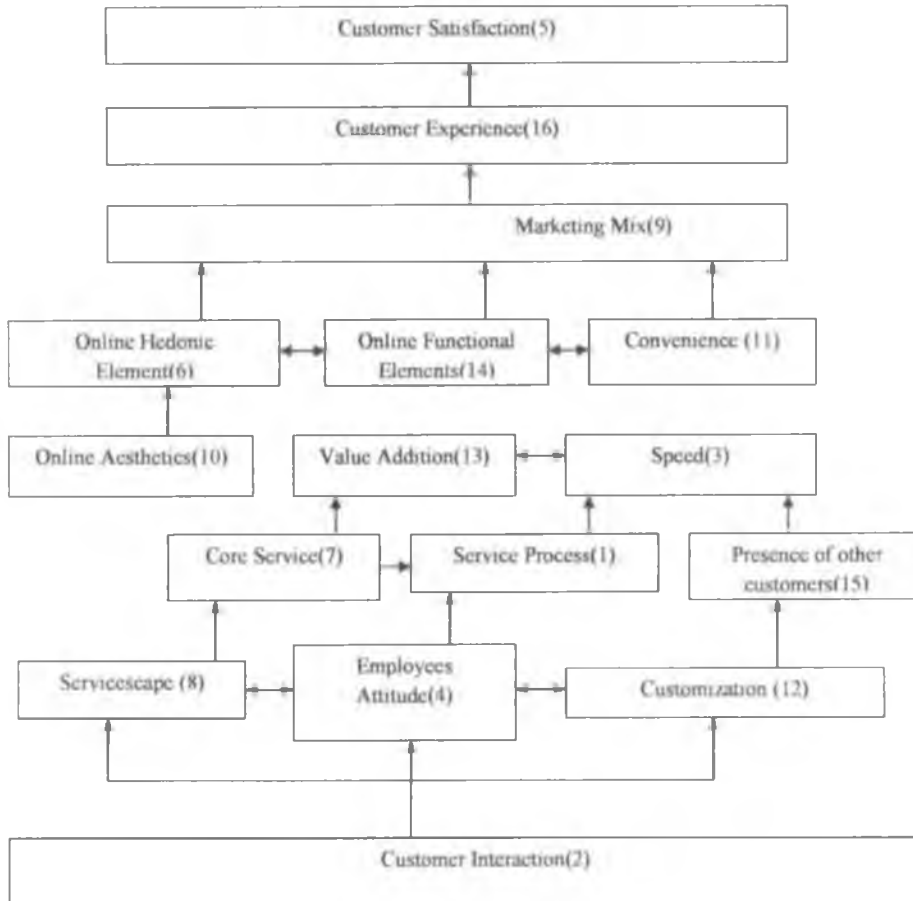 Customer Satisfaction(5)
Customer Experience(16)
Marketing Mix(9)
Online Hedonic
Element(6)
Online Functional
Elements(14)
Convenience (11)
Online Aesthetics(10)
Value Addition(13)
Speed(3)
Core Service(7)
Service Process(1)
Presence of other
customers(15)
Servicescape (8)
Employees
Attitude(4)
Customization (12)
Customer Interaction(2)